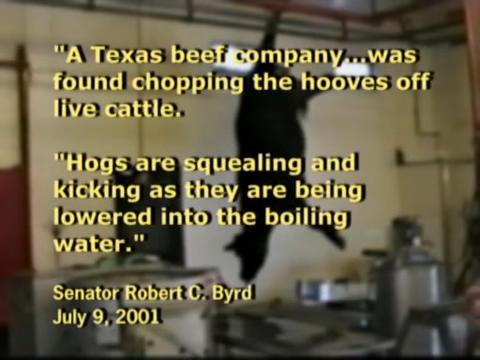 "A Texas beef company...was
found chopping the hooves off
live cattle.
"Hogs are squealing and
kicking as they are being
lowered into the boiling
water."
Senator Robert C. Byrd
July 9, 2001